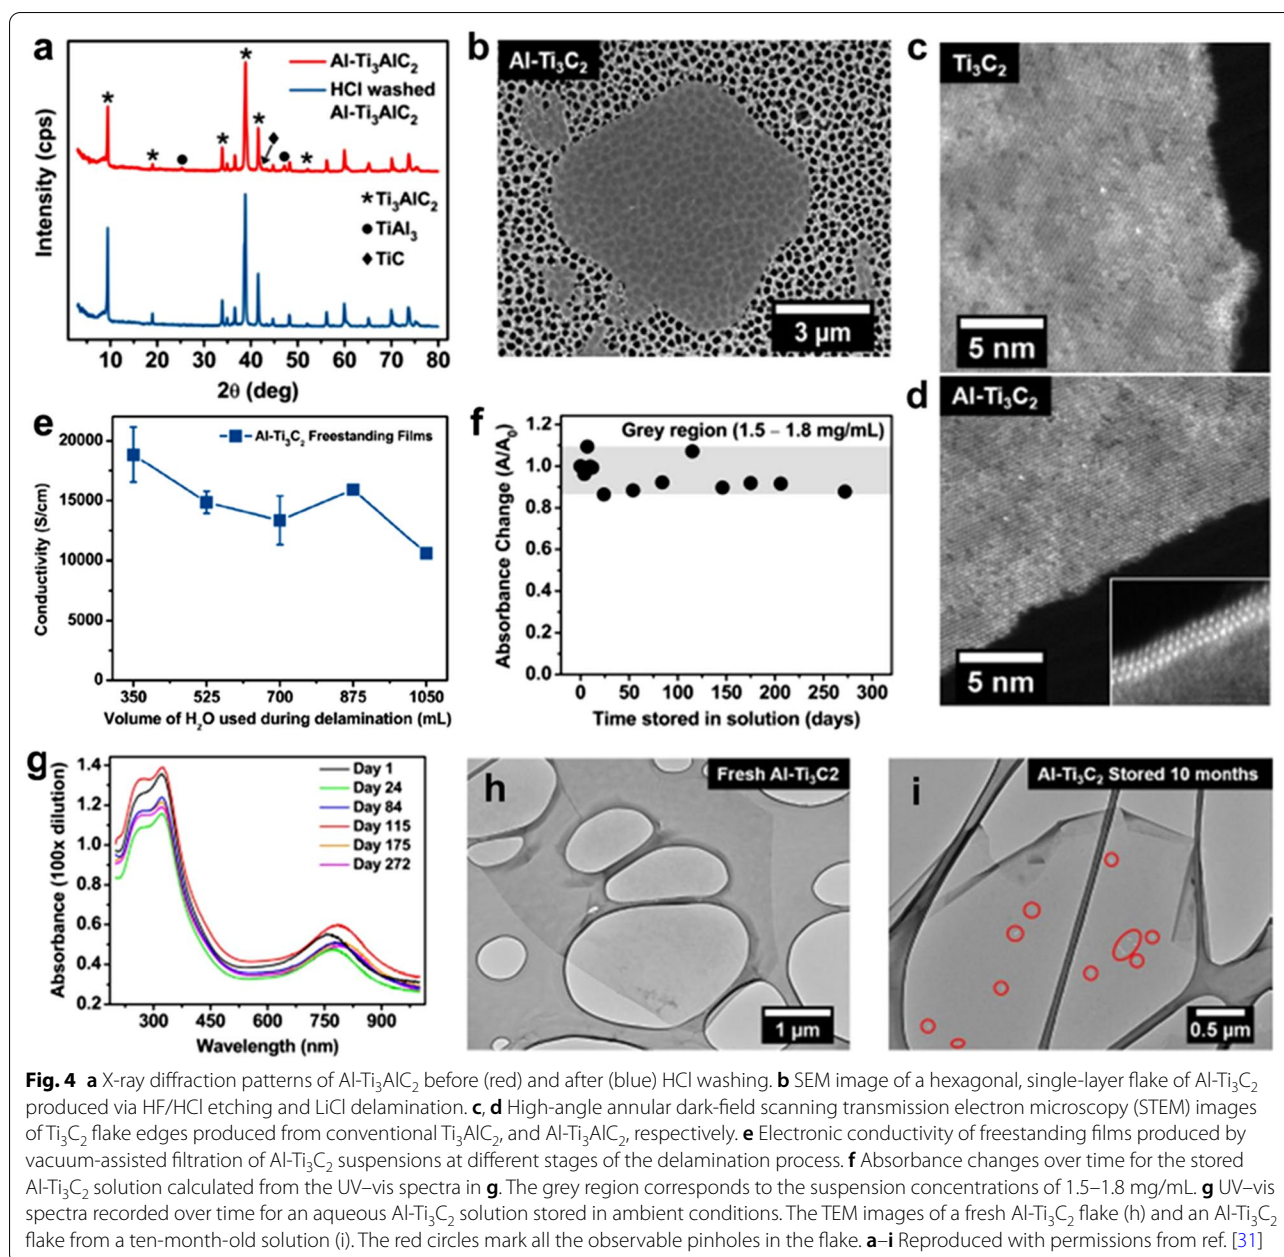 a
Al-Ti₃AlC₂
HCl washed
Al-Ti₃AlC₂
Ti₃AlC₂
TiAl₃
TiC
Intensity (cps)
10 20 30 40 50 60 70 80
2θ (deg)
b
Al-Ti₃C₂
3 µm
c
Ti₃C₂
5 nm
d
Al-Ti₃C₂
5 nm
e
Al-Ti₃C₂ Freestanding Films
Conductivity (S/cm)
20000
15000
10000
5000
0
350 525 700 875 1050
Volume of H₂O used during delamination (mL)
f
Grey region (1.5 – 1.8 mg/mL)
Absorbance Change (A/A₀)
1.2
1.0
0.8
0.6
0.4
0.2
0.0
0 50 100 150 200 250 300
Time stored in solution (days)
g
Day 1
Day 24
Day 84
Day 115
Day 175
Day 272
Absorbance (100x dilution)
1.4
1.2
1.0
0.8
0.6
0.4
0.2
300 450 600 750 900
Wavelength (nm)
h
Fresh Al-Ti₃C2
1 µm
i
Al-Ti₃C₂ Stored 10 months
0.5 µm
Fig. 4 a X-ray diffraction patterns of Al-Ti₃AlC₂ before (red) and after (blue) HCl washing. b SEM image of a hexagonal, single-layer flake of Al-Ti₃C₂
produced via HF/HCl etching and LiCl delamination. c, d High-angle annular dark-field scanning transmission electron microscopy (STEM) images
of Ti₃C₂ flake edges produced from conventional Ti₃AlC₂, and Al-Ti₃AlC₂, respectively. e Electronic conductivity of freestanding films produced by
vacuum-assisted filtration of Al-Ti₃C₂ suspensions at different stages of the delamination process. f Absorbance changes over time for the stored
Al-Ti₃C₂ solution calculated from the UV–vis spectra in g. The grey region corresponds to the suspension concentrations of 1.5–1.8 mg/mL. g UV–vis
spectra recorded over time for an aqueous Al-Ti₃C₂ solution stored in ambient conditions. The TEM images of a fresh Al-Ti₃C₂ flake (h) and an Al-Ti₃C₂
flake from a ten-month-old solution (i). The red circles mark all the observable pinholes in the flake. a–i Reproduced with permissions from ref. [31]